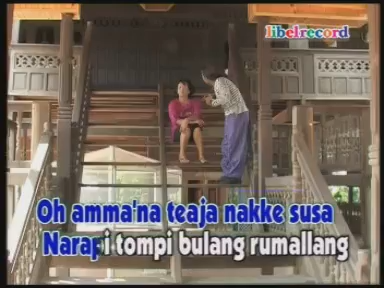 libelrecord
Oh amma'na teaja nakke susa
Narapi tompi bulang rumallang